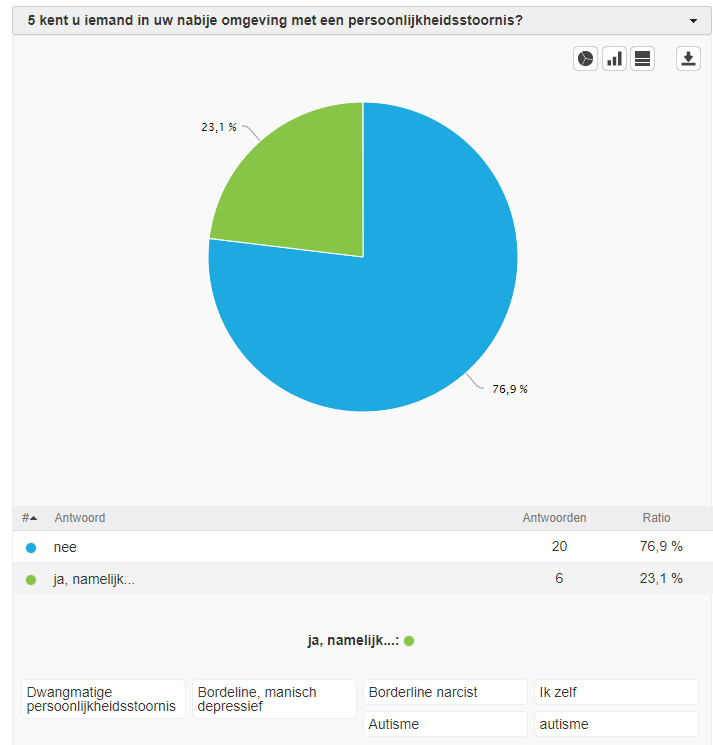 5 kent u iemand in uw nabije omgeving met een persoonlijkheidsstoornis?
23,1 %
76,9 %
# Antwoord Antwoorden Ratio
nee 20 76,9 %
ja, namelijk... 6 23,1 %
ja, namelijk...:
Dwangmatige
persoonlijkheidsstoornis
Bordeline, manisch
depressief
Borderline narcist
Ik zelf
Autisme
autisme